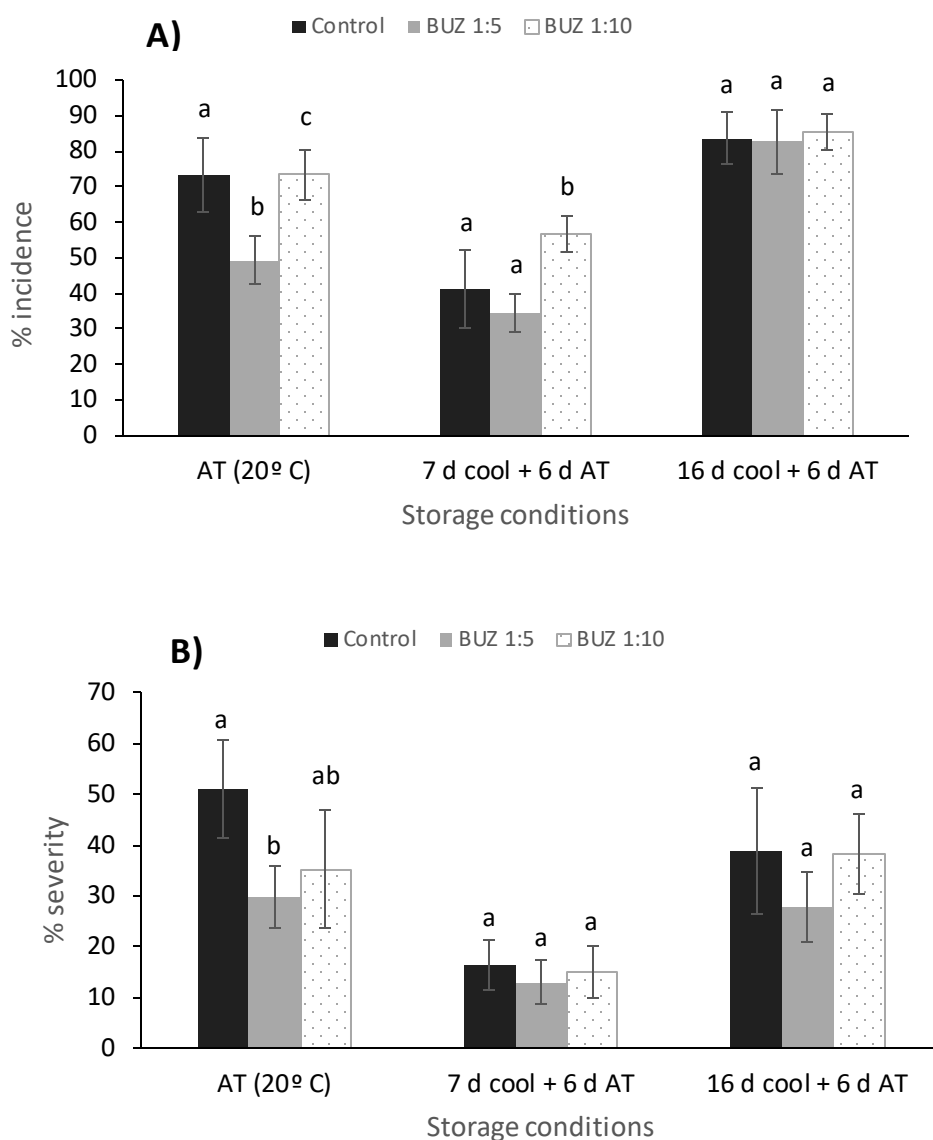 A)
Control BUZ 1:5 BUZ 1:10
100
90
80
70
60
50
40
30
20
10
0
% incidence
a b c
a a b
a a a
AT (20º C) 7 d cool + 6 d AT 16 d cool + 6 d AT
Storage conditions
B)
Control BUZ 1:5 BUZ 1:10
70
60
50
40
30
20
10
0
% severity
a b ab
a a a
a a a
AT (20º C) 7 d cool + 6 d AT 16 d cool + 6 d AT
Storage conditions